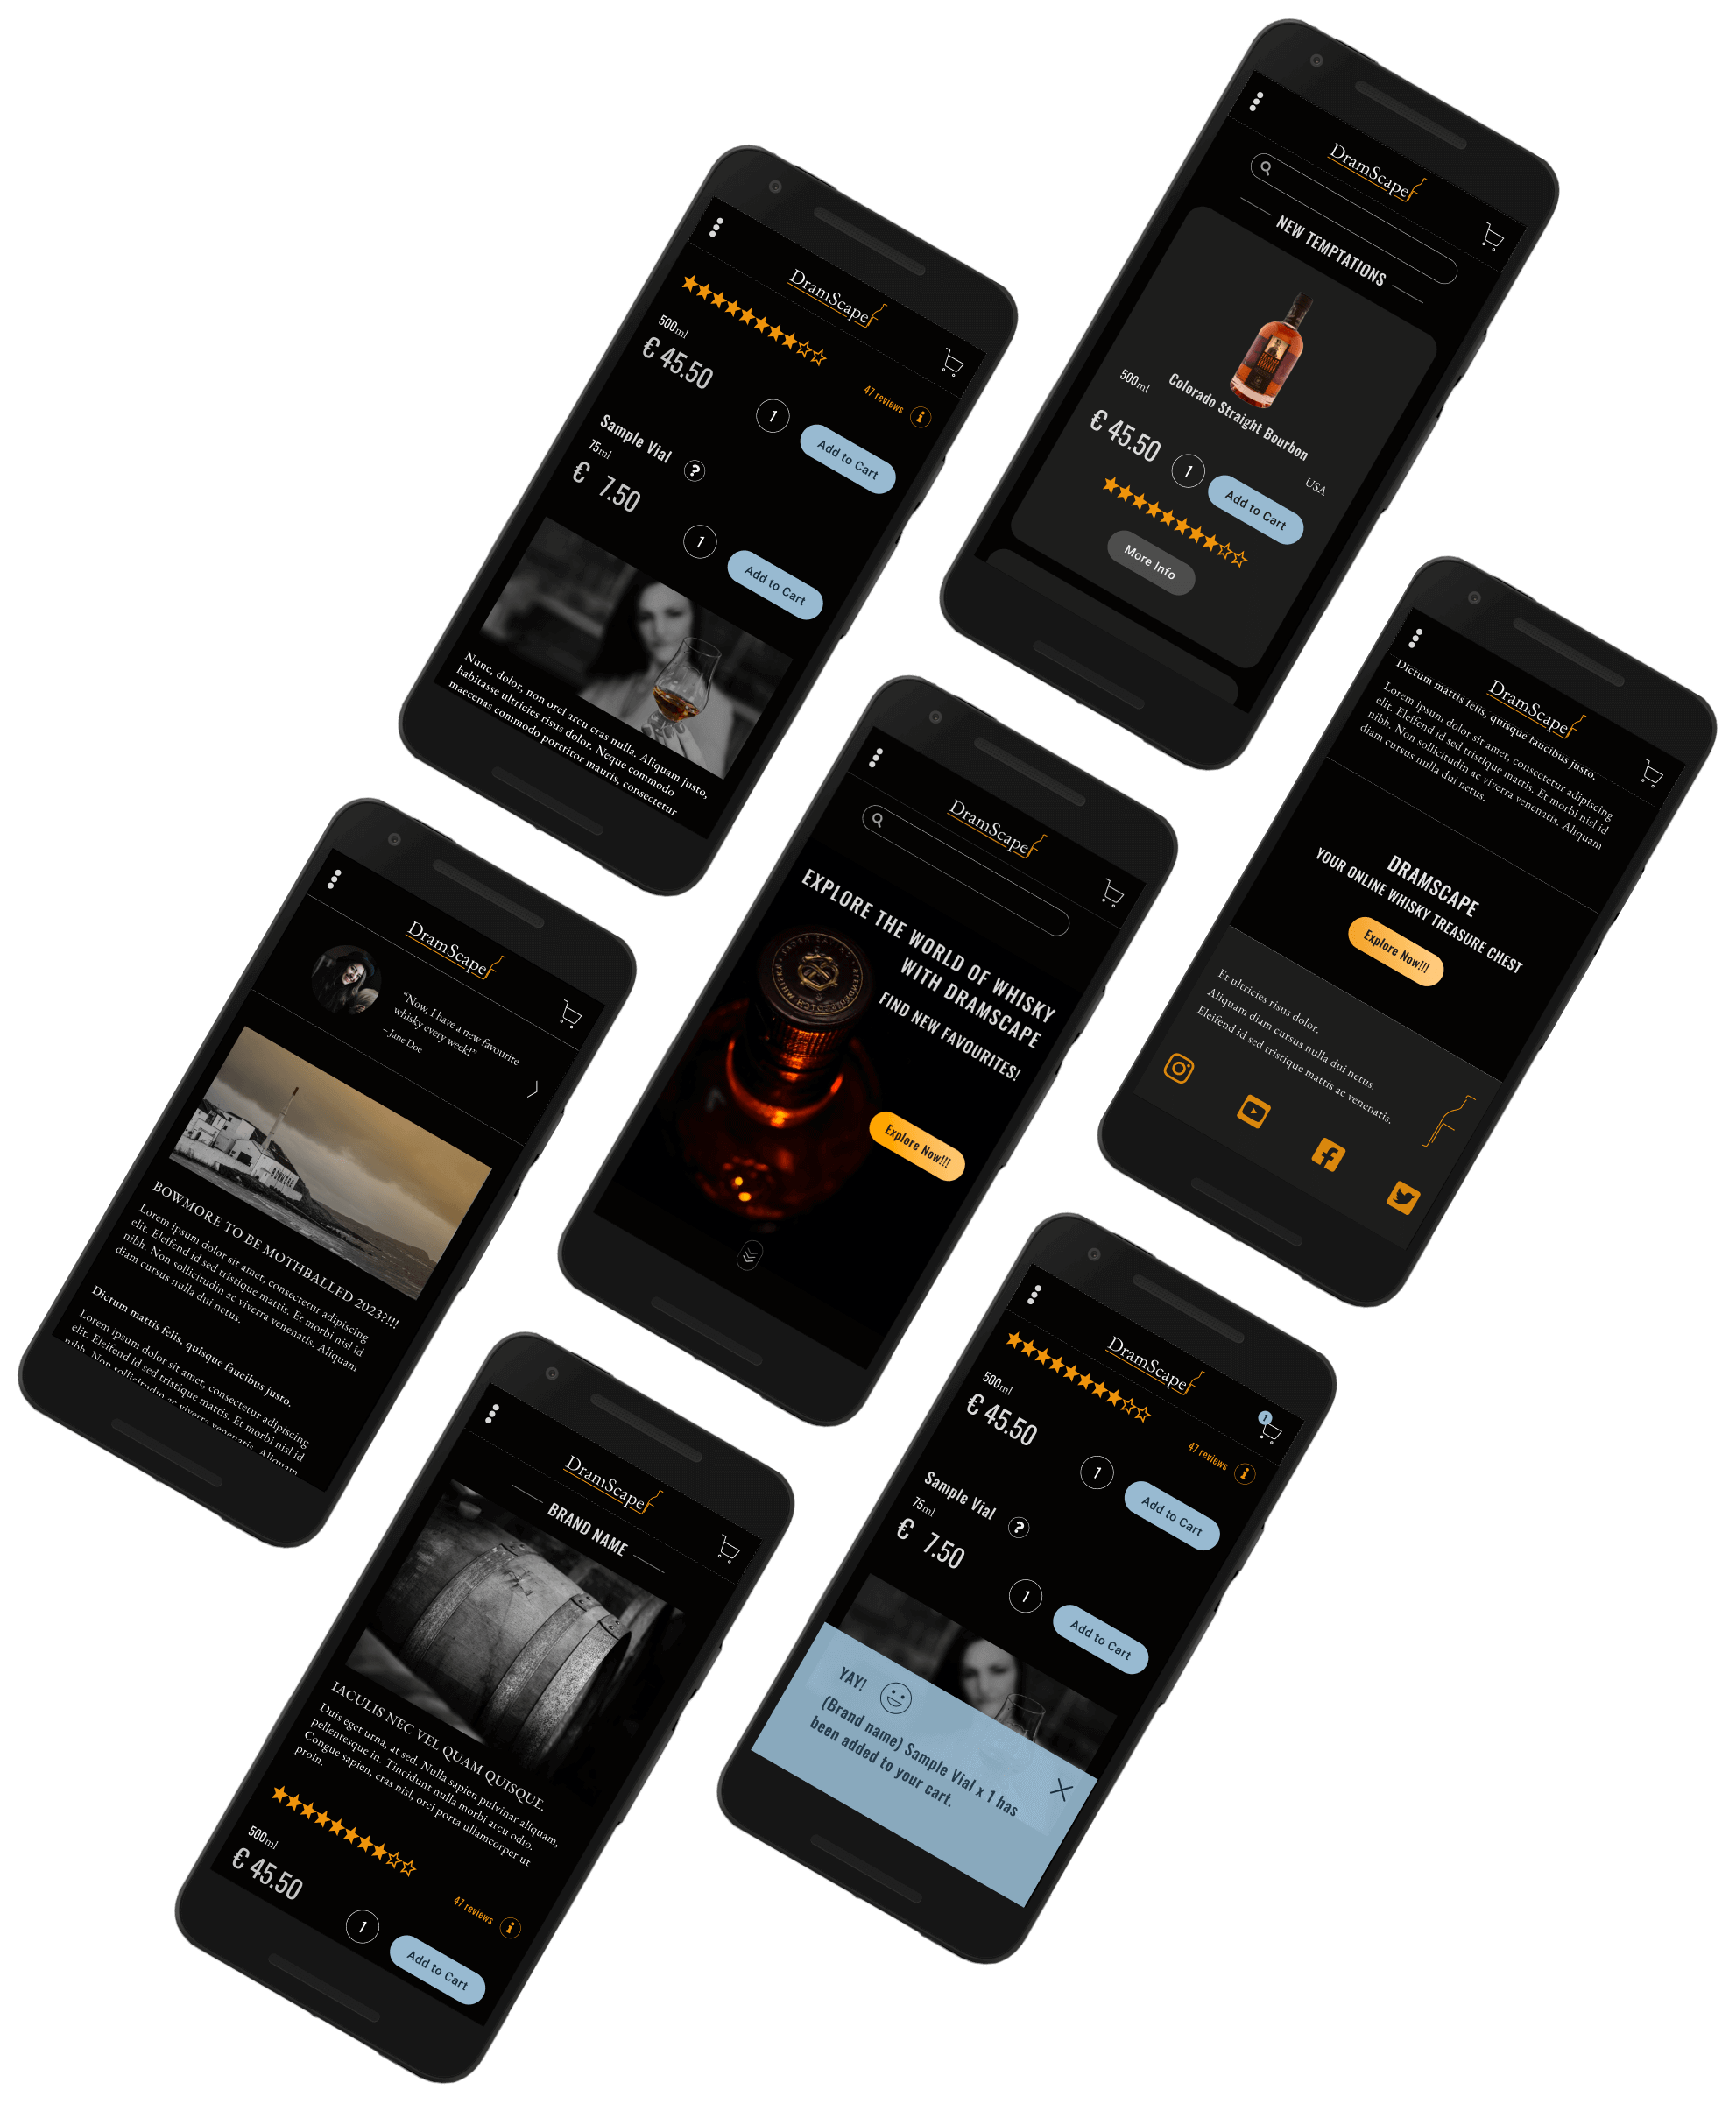 DramScape
NEW TEMPTATIONS
500ml
Colorado Straight Bourbon
€ 45.50
1
Add to Cart
USA
More Info
DramScape
500ml
€ 45.50
47 reviews
i
1
Add to Cart
Sample Vial
?
75ml
€ 7.50
1
Add to Cart
Nunc, dolor, non orci arcu cras nulla. Aliquam justo,
habitasse ultricies risus dolor. Neque commodo
maecenas commodo porttitor mauris, consectetur
DramScape
Dictum mattis felis, quisque faucibus justo.
Lorem ipsum dolor sit amet, consectetur adipiscing
elit. Eleifend id sed tristique mattis. Et morbi nisl id
nibh. Non sollicitudin ac viverra venenatis. Aliquam
diam cursus nulla dui netus.
DRAMSCAPE
YOUR ONLINE WHISKY TREASURE CHEST
Explore Now!!!
Et ultricies risus dolor.
Aliquam diam cursus nulla dui netus.
Eleifend id sed tristique mattis ac venenatis.
DramScape
EXPLORE THE WORLD OF WHISKY
WITH DRAMSCAPE
FIND NEW FAVOURITES!
Explore Now!!!
DramScape
“Now, I have a new favourite
whisky every week!”
–Jane Doe
BOWMORE
BOWMORE TO BE MOTHBALLED 2023?!!!
Lorem ipsum dolor sit amet, consectetur adipiscing
elit. Eleifend id sed tristique mattis. Et morbi nisl id
nibh. Non sollicitudin ac viverra venenatis. Aliquam
diam cursus nulla dui netus.
Dictum mattis felis, quisque faucibus justo.
Lorem ipsum dolor sit amet, consectetur adipiscing
elit. Eleifend id sed tristique mattis. Et morbi nisl id
nibh. Non sollicitudin ac viverra venenatis. Aliquam
DramScape
1
500ml
€ 45.50
47 reviews
i
1
Add to Cart
Sample Vial
?
75ml
€ 7.50
1
Add to Cart
YAY!
(Brand name) Sample Vial x 1 has
been added to your cart.
DramScape
BRAND NAME
IACULIS NEC VEL QUAM QUISQUE.
Duis eget urna, at sed. Nulla sapien pulvinar aliquam,
pellentesque in. Tincidunt nulla morbi arcu odio.
Congue sapien, cras nisl, orci porta ullamcorper ut
proin.
500ml
€ 45.50
47 reviews
i
1
Add to Cart